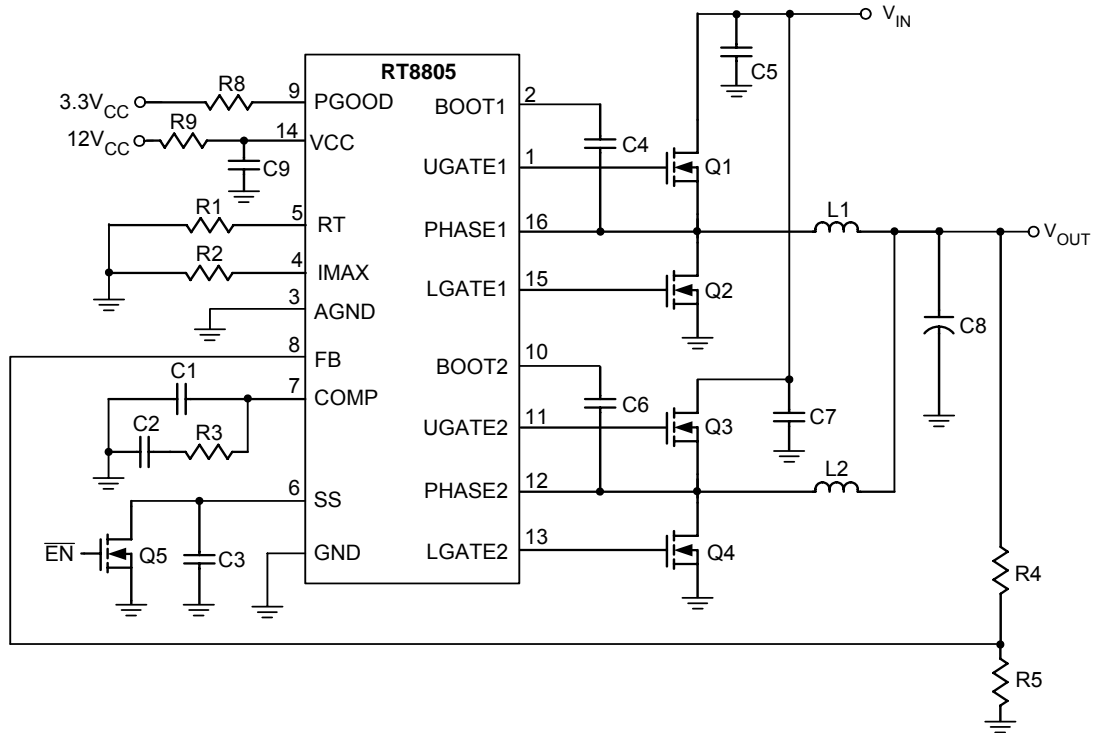 V_IN
RT8805
C5
3.3V_CC R8 9 PGOOD BOOT1 2
12V_CC R9 14 VCC C4
C9 UGATE1 1 Q1
R1 5 RT PHASE1 16 L1 V_OUT
R2 4 IMAX
3 AGND LGATE1 15 Q2
C8
8 FB BOOT2 10
C1 7 COMP C6
C2 R3 UGATE2 11 Q3 C7
6 SS PHASE2 12 L2
EN Q5 C3 GND LGATE2 13 Q4
R4
R5